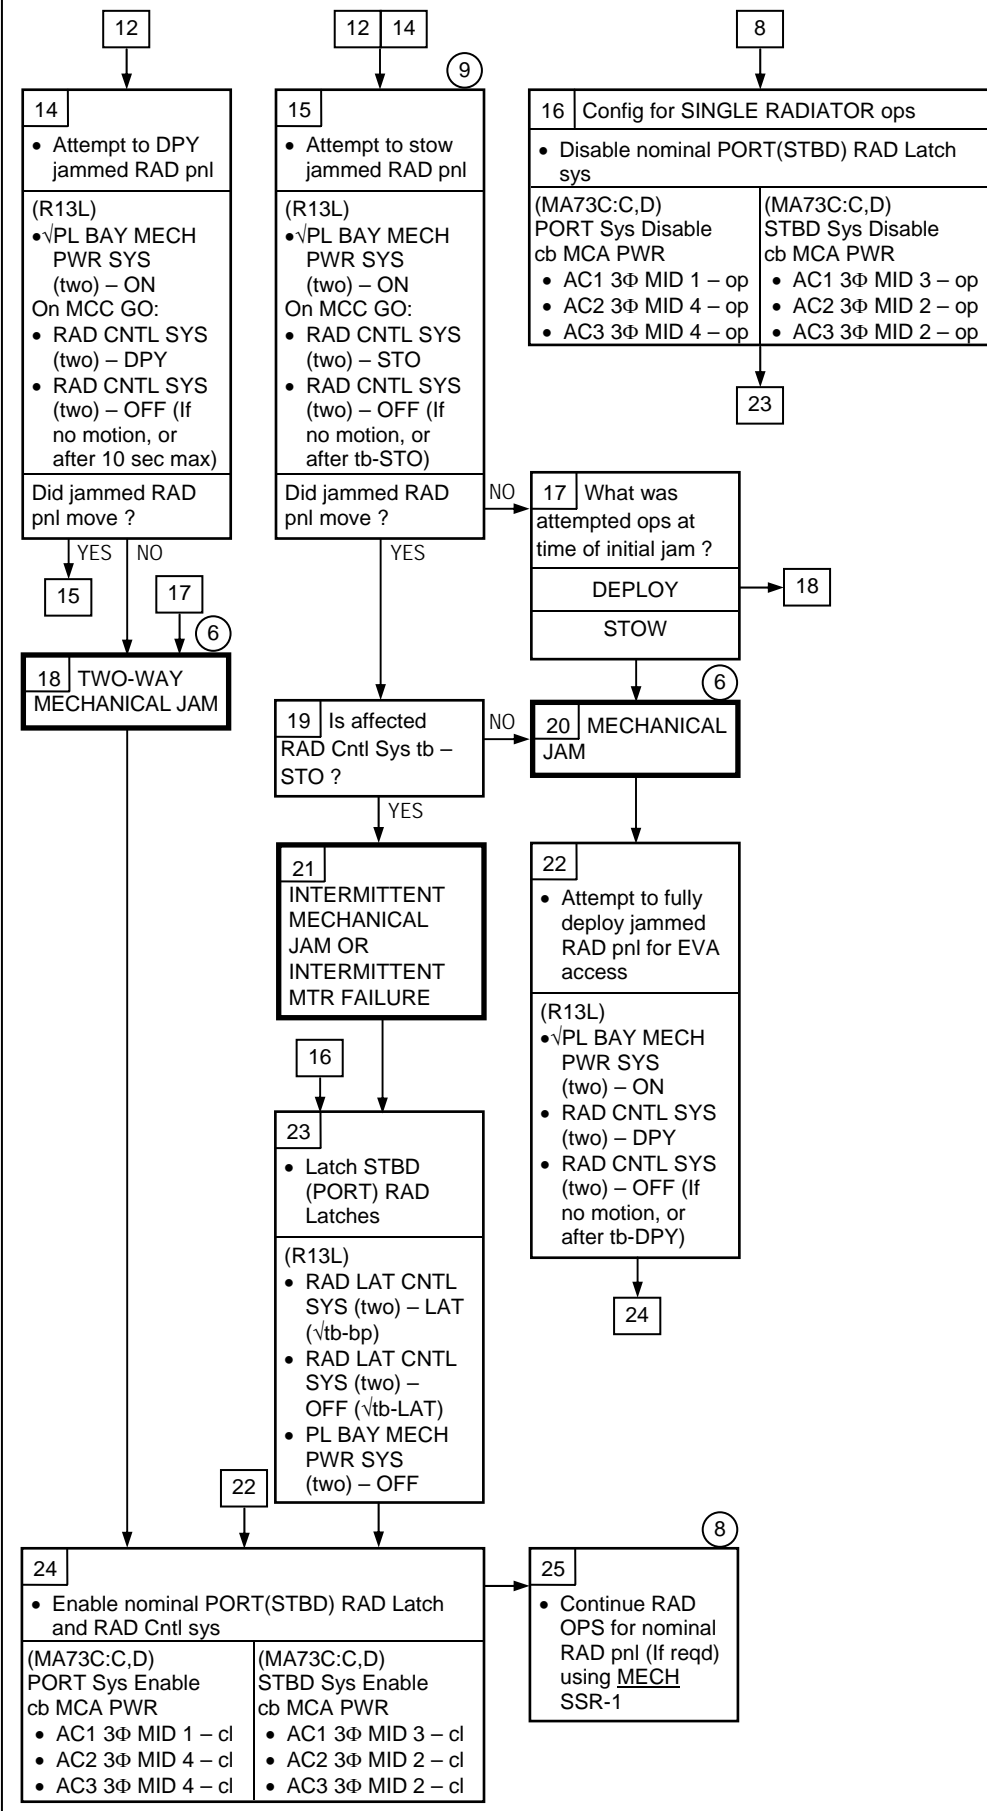 12
14
• Attempt to DPY
jammed RAD pnl
(R13L)
•√PL BAY MECH
PWR SYS
(two) – ON
On MCC GO:
• RAD CNTL SYS
(two) – DPY
• RAD CNTL SYS
(two) – OFF (If
no motion, or
after 10 sec max)
Did jammed RAD
pnl move ?
YES NO
15
17
6
18 TWO-WAY
MECHANICAL JAM
12 14
9
15
• Attempt to stow
jammed RAD pnl
(R13L)
•√PL BAY MECH
PWR SYS
(two) – ON
On MCC GO:
• RAD CNTL SYS
(two) – STO
• RAD CNTL SYS
(two) – OFF (If
no motion, or
after tb-STO)
Did jammed RAD
pnl move ?
NO
YES
8
16 Config for SINGLE RADIATOR ops
• Disable nominal PORT(STBD) RAD Latch
sys
(MA73C:C,D)
PORT Sys Disable
cb MCA PWR
• AC1 3Φ MID 1 – op
• AC2 3Φ MID 4 – op
• AC3 3Φ MID 4 – op
(MA73C:C,D)
STBD Sys Disable
cb MCA PWR
• AC1 3Φ MID 3 – op
• AC2 3Φ MID 2 – op
• AC3 3Φ MID 2 – op
23
17 What was
attempted ops at
time of initial jam ?
DEPLOY
18
STOW
6
19 Is affected
RAD Cntl Sys tb –
STO ?
NO
YES
20 MECHANICAL
JAM
21
INTERMITTENT
MECHANICAL
JAM OR
INTERMITTENT
MTR FAILURE
22
• Attempt to fully
deploy jammed
RAD pnl for EVA
access
(R13L)
•√PL BAY MECH
PWR SYS
(two) – ON
• RAD CNTL SYS
(two) – DPY
• RAD CNTL SYS
(two) – OFF (If
no motion, or
after tb-DPY)
24
16
23
• Latch STBD
(PORT) RAD
Latches
(R13L)
• RAD LAT CNTL
SYS (two) – LAT
(√tb-bp)
• RAD LAT CNTL
SYS (two) –
OFF (√tb-LAT)
• PL BAY MECH
PWR SYS
(two) – OFF
22
24
• Enable nominal PORT(STBD) RAD Latch
and RAD Cntl sys
(MA73C:C,D)
PORT Sys Enable
cb MCA PWR
• AC1 3Φ MID 1 – cl
• AC2 3Φ MID 4 – cl
• AC3 3Φ MID 4 – cl
(MA73C:C,D)
STBD Sys Enable
cb MCA PWR
• AC1 3Φ MID 3 – cl
• AC2 3Φ MID 2 – cl
• AC3 3Φ MID 2 – cl
8
25
• Continue RAD
OPS for nominal
RAD pnl (If reqd)
using MECH
SSR-1